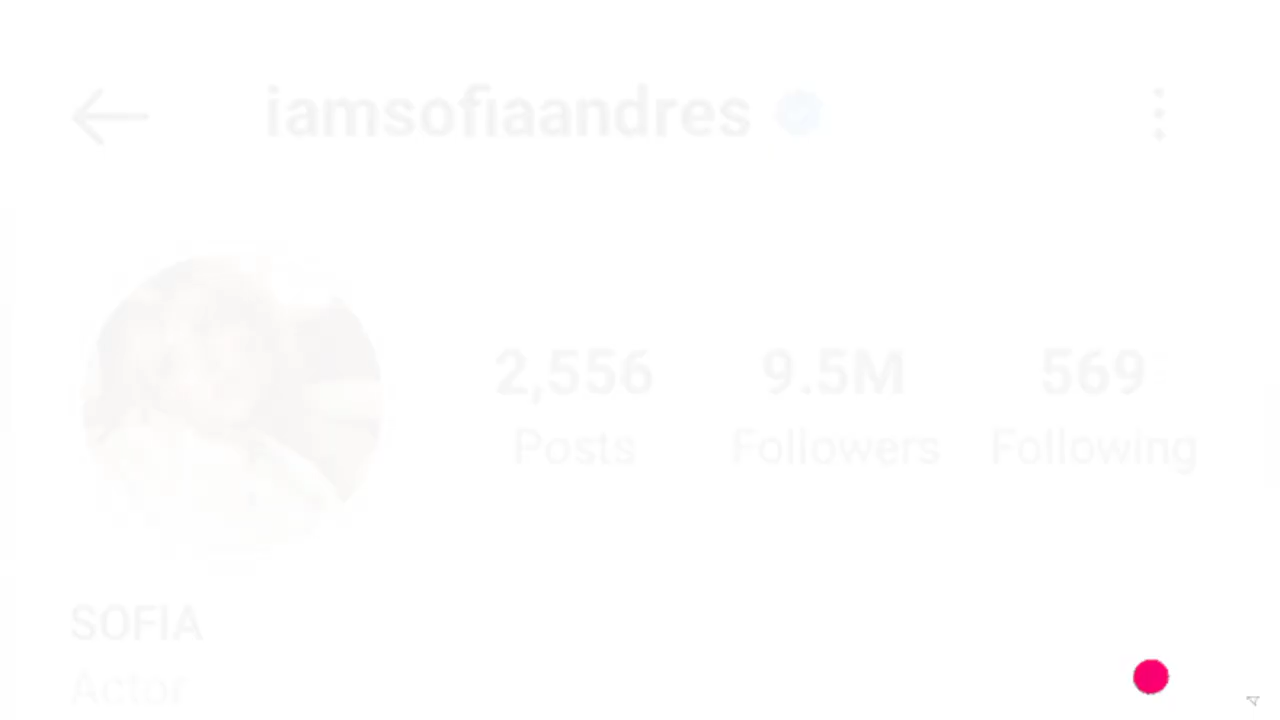 iamsofiaandres
2,556 9.5M 569
Posts Followers Following
SOFIA
Actor